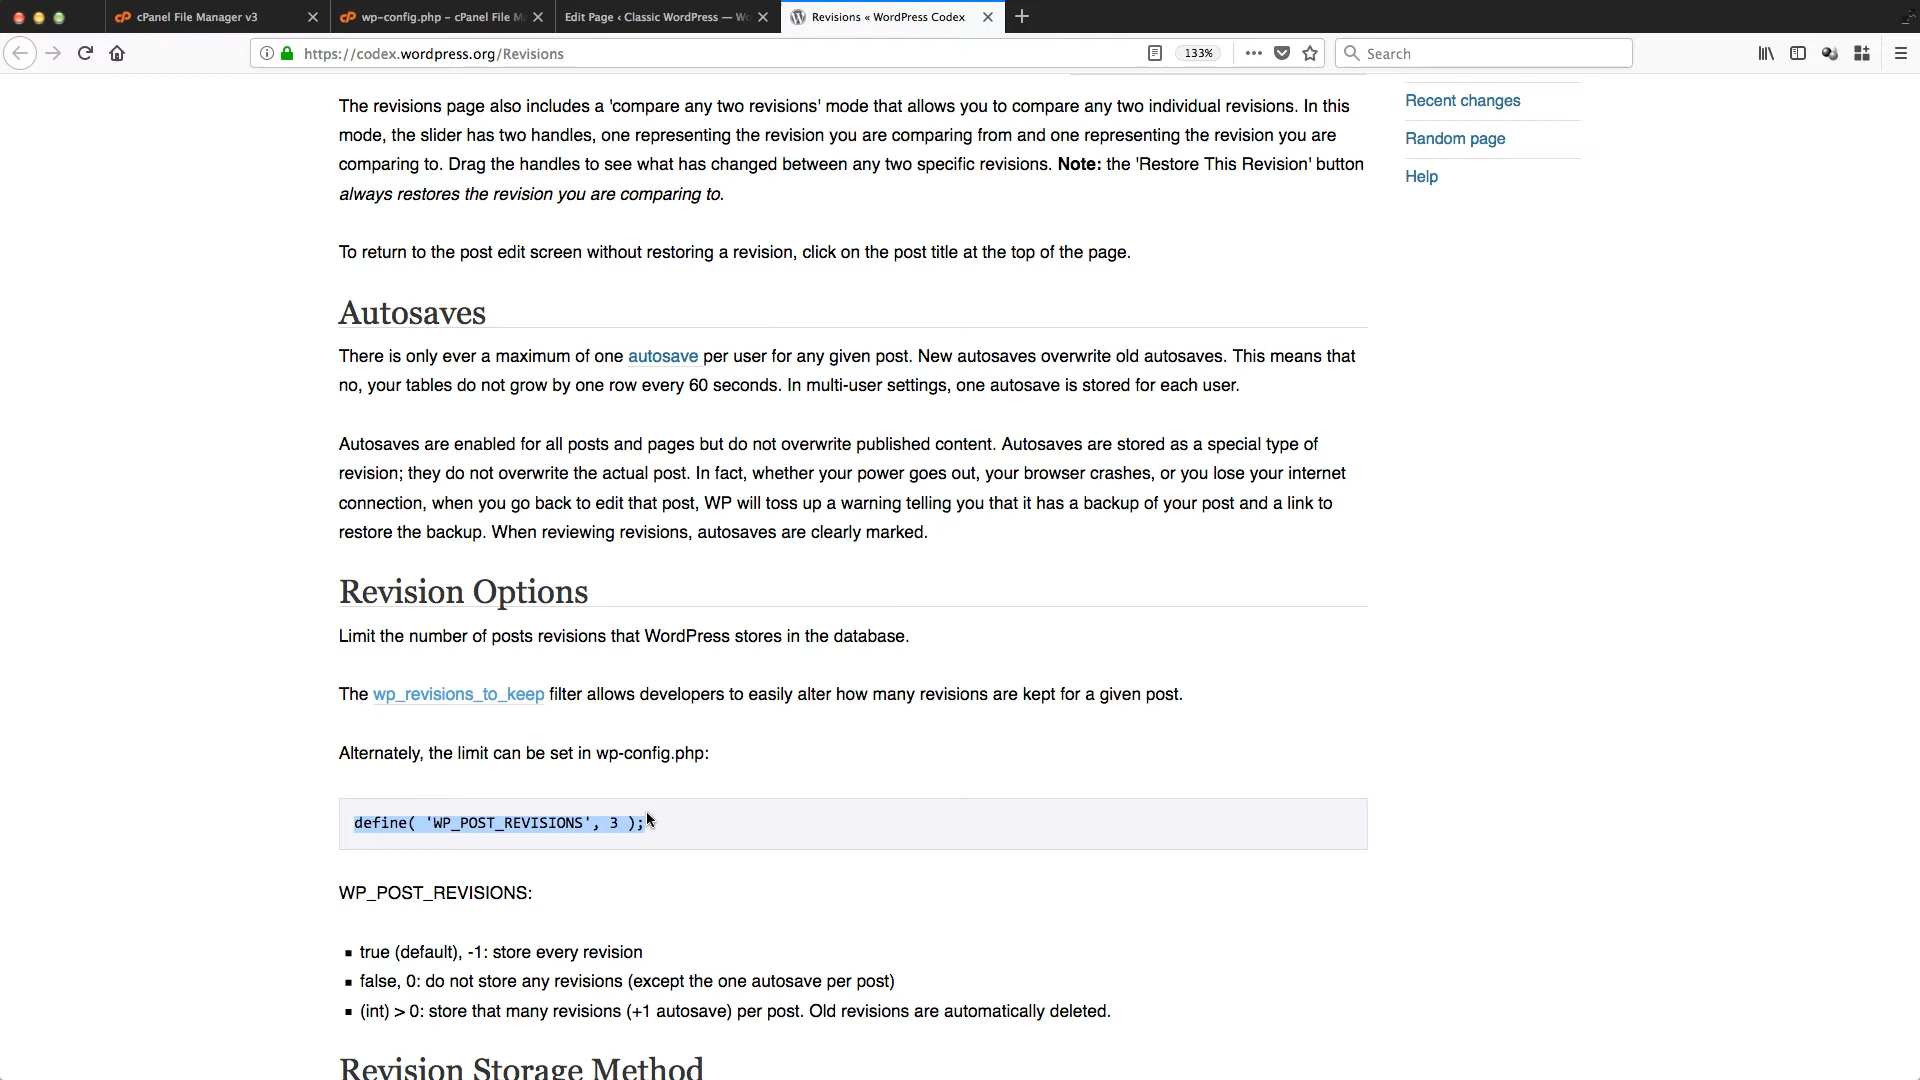 cPanel File Manager v3
wp-config.php – cPanel File M
Edit Page ‹ Classic WordPress — Wo
Revisions « WordPress Codex
https://codex.wordpress.org/Revisions
133%
Search
The revisions page also includes a 'compare any two revisions' mode that allows you to compare any two individual revisions. In this
mode, the slider has two handles, one representing the revision you are comparing from and one representing the revision you are
comparing to. Drag the handles to see what has changed between any two specific revisions. Note: the 'Restore This Revision' button
always restores the revision you are comparing to.
To return to the post edit screen without restoring a revision, click on the post title at the top of the page.
Recent changes
Random page
Help
Autosaves
There is only ever a maximum of one autosave per user for any given post. New autosaves overwrite old autosaves. This means that
no, your tables do not grow by one row every 60 seconds. In multi-user settings, one autosave is stored for each user.
Autosaves are enabled for all posts and pages but do not overwrite published content. Autosaves are stored as a special type of
revision; they do not overwrite the actual post. In fact, whether your power goes out, your browser crashes, or you lose your internet
connection, when you go back to edit that post, WP will toss up a warning telling you that it has a backup of your post and a link to
restore the backup. When reviewing revisions, autosaves are clearly marked.
Revision Options
Limit the number of posts revisions that WordPress stores in the database.
The wp_revisions_to_keep filter allows developers to easily alter how many revisions are kept for a given post.
Alternately, the limit can be set in wp-config.php:
define( 'WP_POST_REVISIONS', 3 );
WP_POST_REVISIONS:
▪ true (default), -1: store every revision
▪ false, 0: do not store any revisions (except the one autosave per post)
▪ (int) > 0: store that many revisions (+1 autosave) per post. Old revisions are automatically deleted.
Revision Storage Method